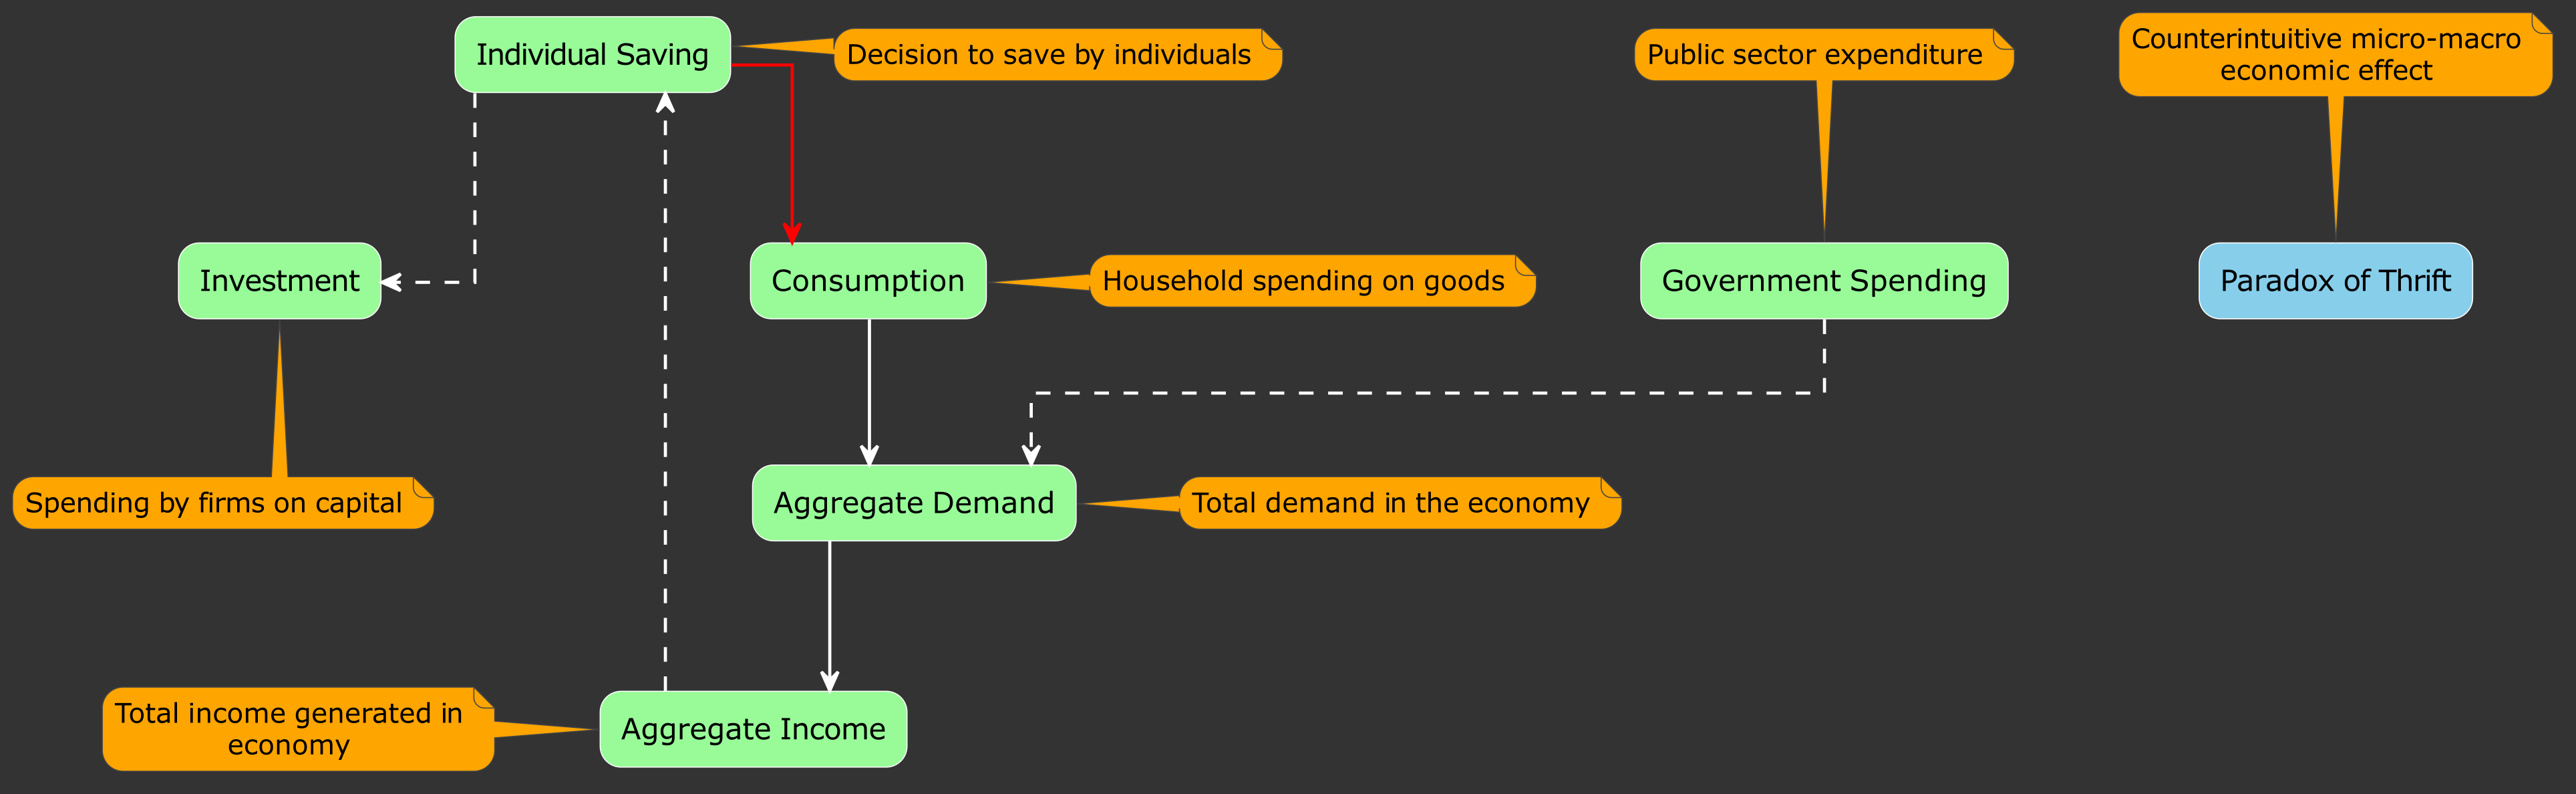 Individual Saving
Decision to save by individuals
Public sector expenditure
Counterintuitive micro-macro
economic effect
Investment
Consumption
Household spending on goods
Government Spending
Paradox of Thrift
Spending by firms on capital
Aggregate Demand
Total demand in the economy
Total income generated in
economy
Aggregate Income